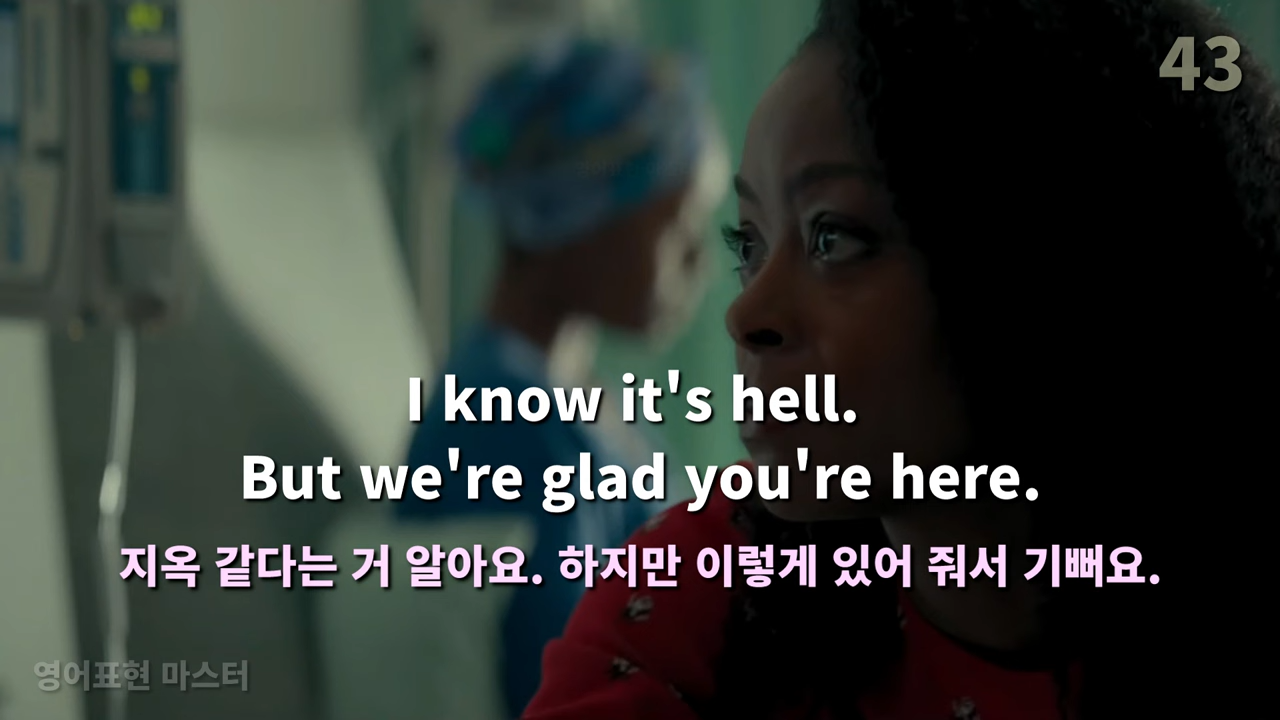 43
I know it's hell.
But we're glad you're here.
지옥 같다는 거 알아요. 하지만 이렇게 있어 줘서 기뻐요.
영어표현 마스터